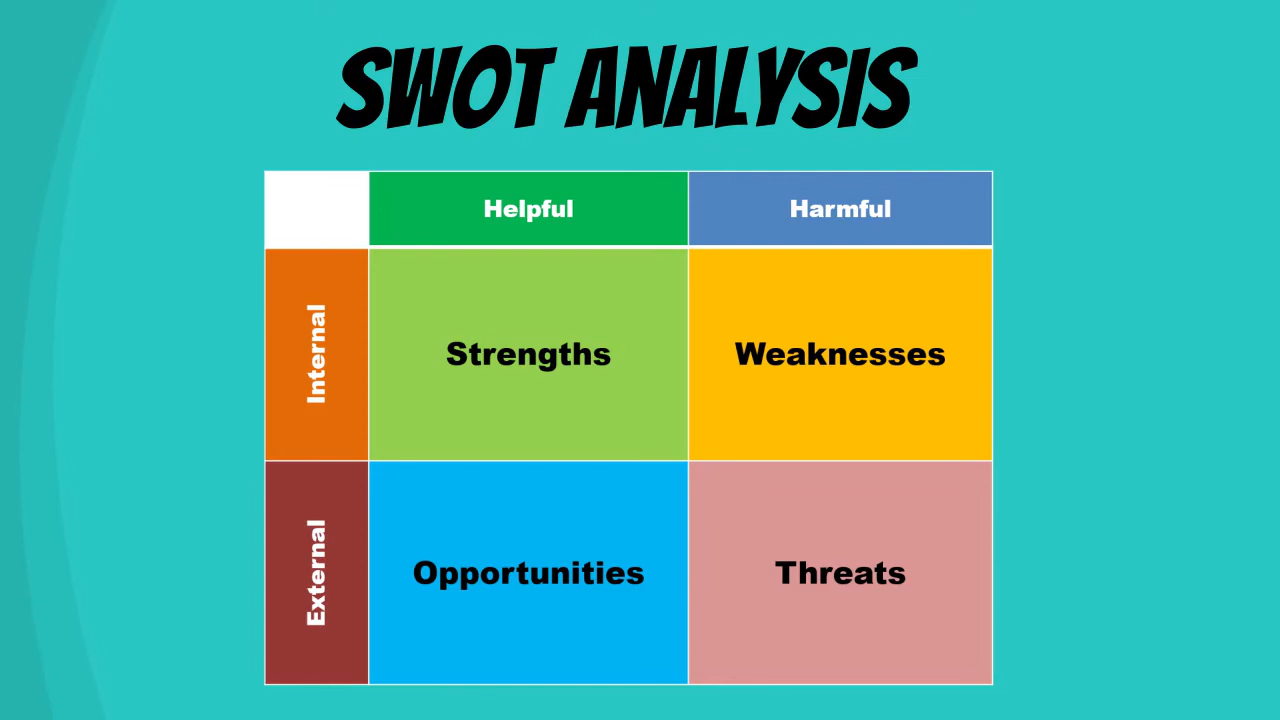 SWOT ANALYSIS
Helpful
Harmful
Internal
Strengths
Weaknesses
External
Opportunities
Threats